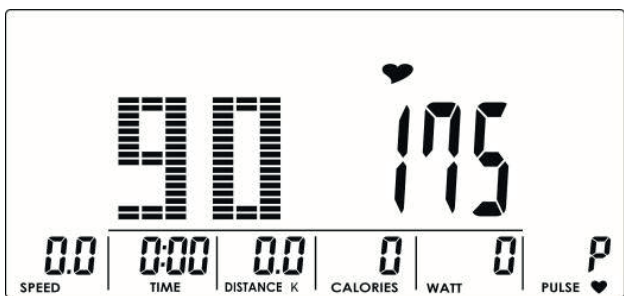 90 175
0.0 0:00 0.0 0 0 P
SPEED TIME DISTANCE K CALORIES WATT PULSE